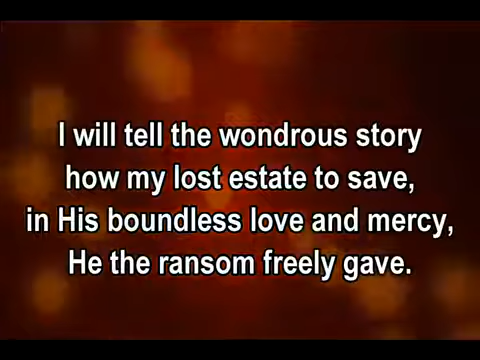 I will tell the wondrous story
how my lost estate to save,
in His boundless love and mercy,
He the ransom freely gave.